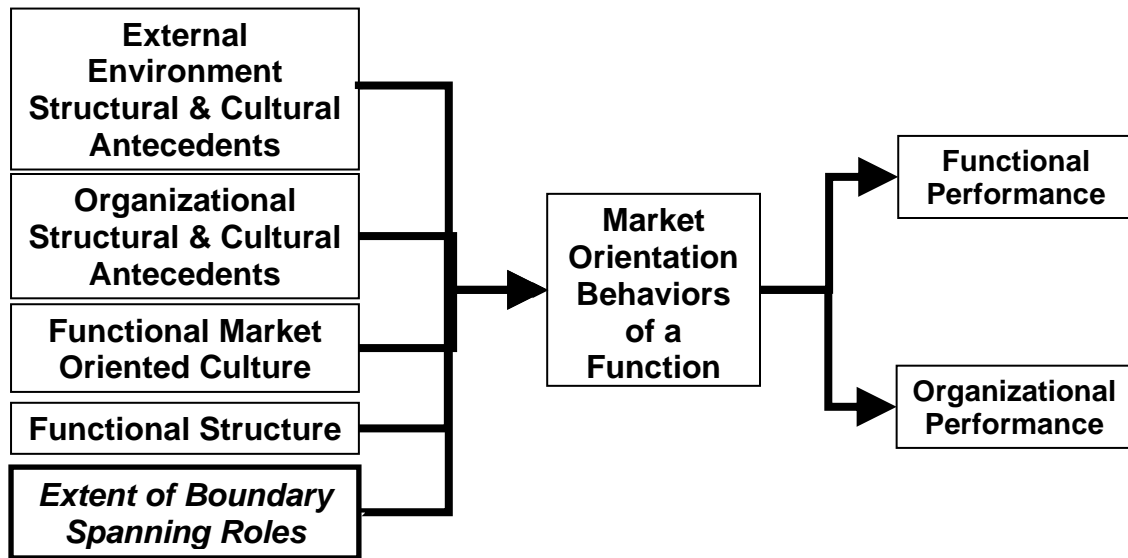 External
Environment
Structural & Cultural
Antecedents
Organizational
Structural & Cultural
Antecedents
Functional Market
Oriented Culture
Functional Structure
Extent of Boundary
Spanning Roles
Market
Orientation
Behaviors
of a
Function
Functional
Performance
Organizational
Performance